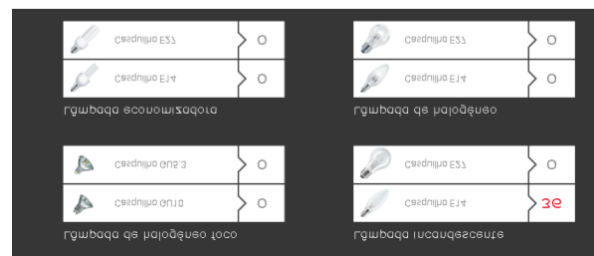 Lâmpada de halogéneo foco
Casquilho GU10 0
Casquilho GU5.3 0
Lâmpada incandescente
Casquilho E14 36
Casquilho E27 0
Lâmpada economizadora
Casquilho E14 0
Casquilho E27 0
Lâmpada de halogéneo
Casquilho E14 0
Casquilho E27 0